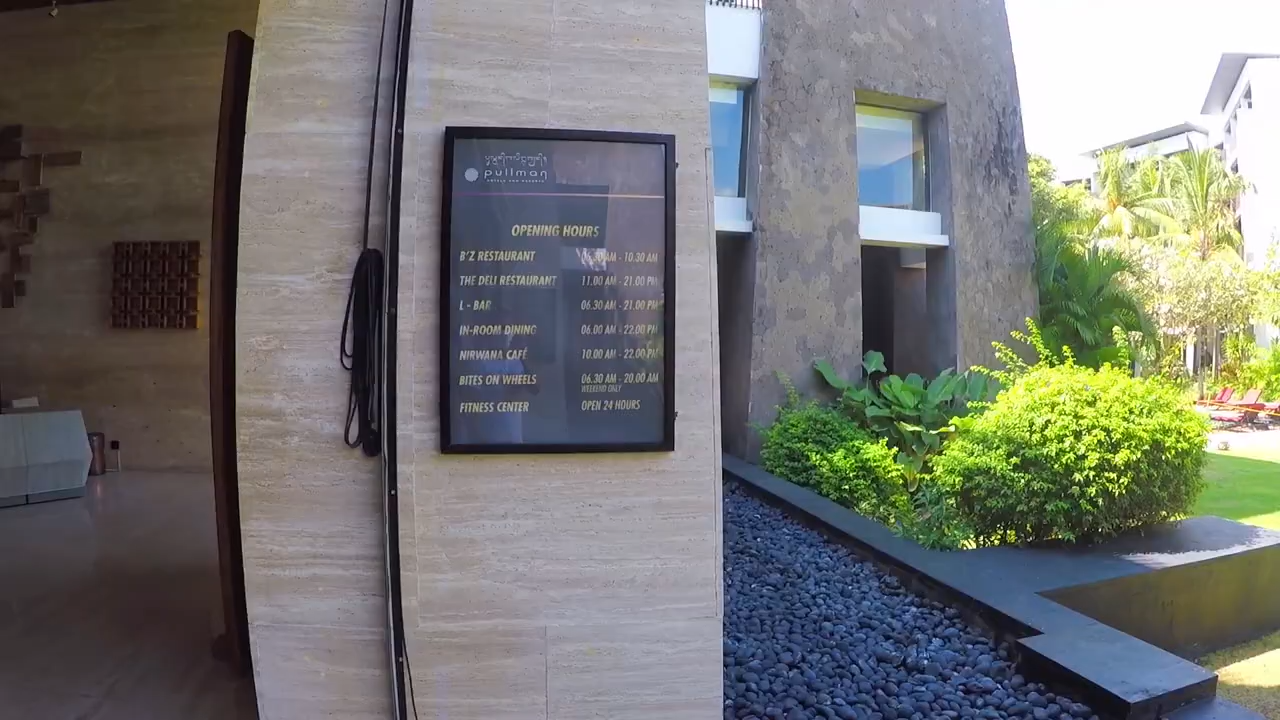 pullman
HOTELS AND RESORTS
OPENING HOURS
B'Z RESTAURANT 06.30 AM - 10.30 AM
THE DELI RESTAURANT 11.00 AM - 21.00 PM
L - BAR 06.30 AM - 21.00 PM
IN-ROOM DINING 06.00 AM - 22.00 PM
NIRWANA CAFÉ 10.00 AM - 22.00 PM
BITES ON WHEELS 06.30 AM - 20.00 AM
WEEKEND ONLY
FITNESS CENTER OPEN 24 HOURS